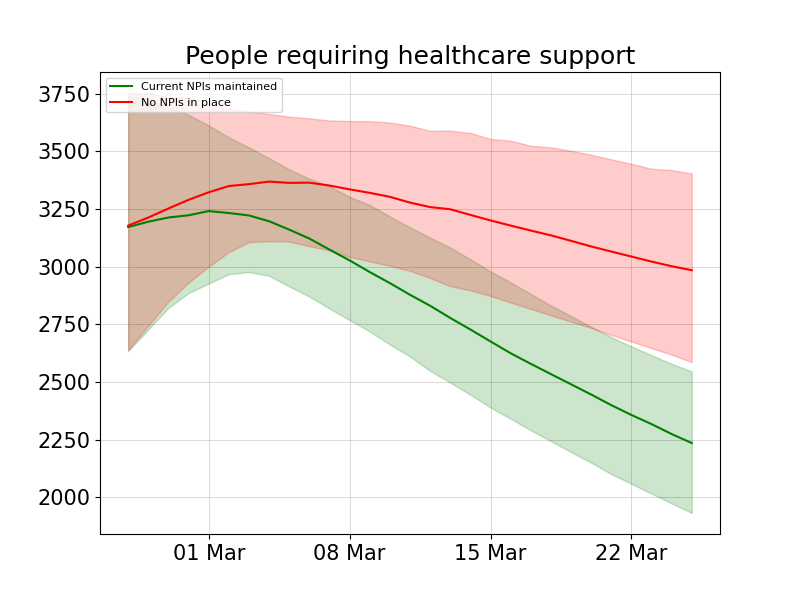 People requiring healthcare support
Current NPIs maintained
No NPIs in place
3750
3500
3250
3000
2750
2500
2250
2000
01 Mar
08 Mar
15 Mar
22 Mar